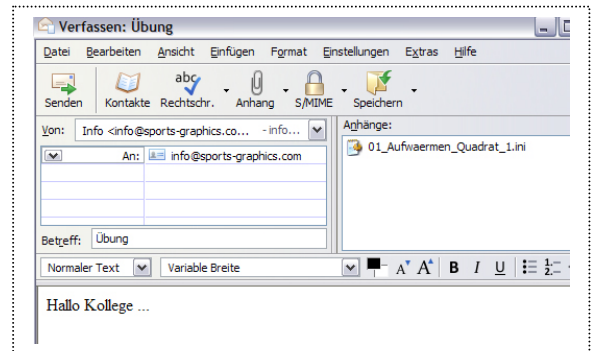 Verfassen: Übung
Datei Bearbeiten Ansicht Einfügen Format Einstellungen Extras Hilfe
Senden Kontakte Rechtschr. Anhang S/MIME Speichern
Von: Info <info@sports-graphics.co... - info...
An: info@sports-graphics.com
Betreff: Übung
Anhänge:
01_Aufwaermen_Quadrat_1.ini
Normaler Text Variable Breite B I U
Hallo Kollege ...